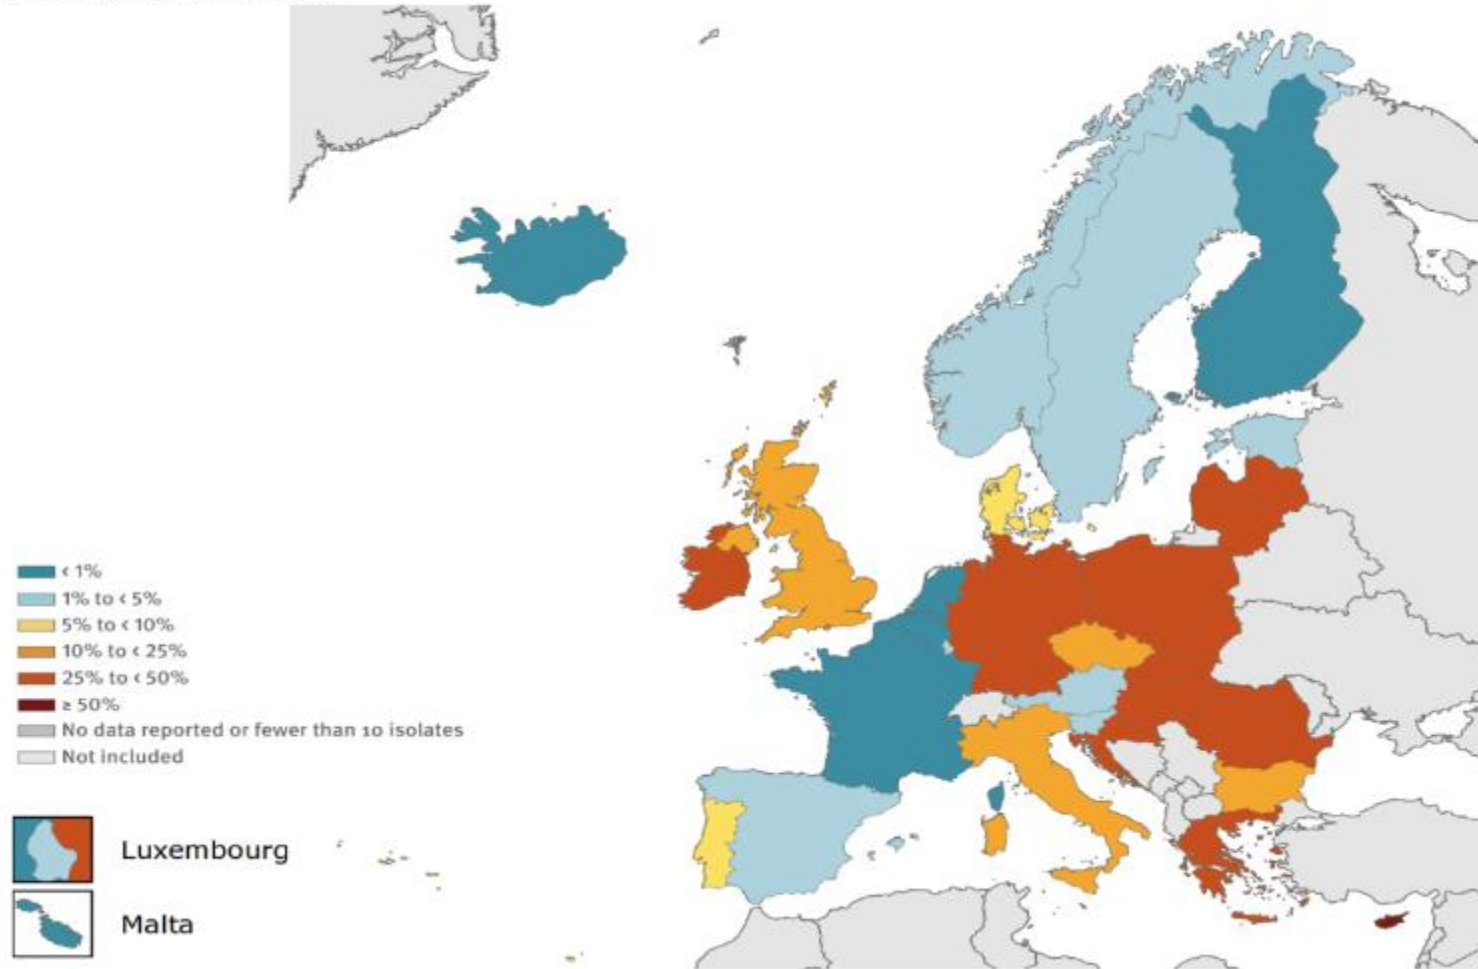 < 1%
1% to < 5%
5% to < 10%
10% to < 25%
25% to < 50%
≥ 50%
No data reported or fewer than 10 isolates
Not included
Luxembourg
Malta